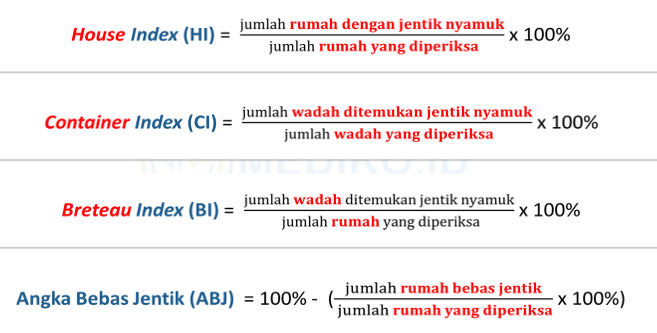 House Index (HI) = jumlah rumah dengan jentik nyamuk / jumlah rumah yang diperiksa x 100%
Container Index (CI) = jumlah wadah ditemukan jentik nyamuk / jumlah wadah yang diperiksa x 100%
Breteau Index (BI) = jumlah wadah ditemukan jentik nyamuk / jumlah rumah yang diperiksa x 100%
Angka Bebas Jentik (ABJ) = 100% - (jumlah rumah bebas jentik / jumlah rumah yang diperiksa x 100%)